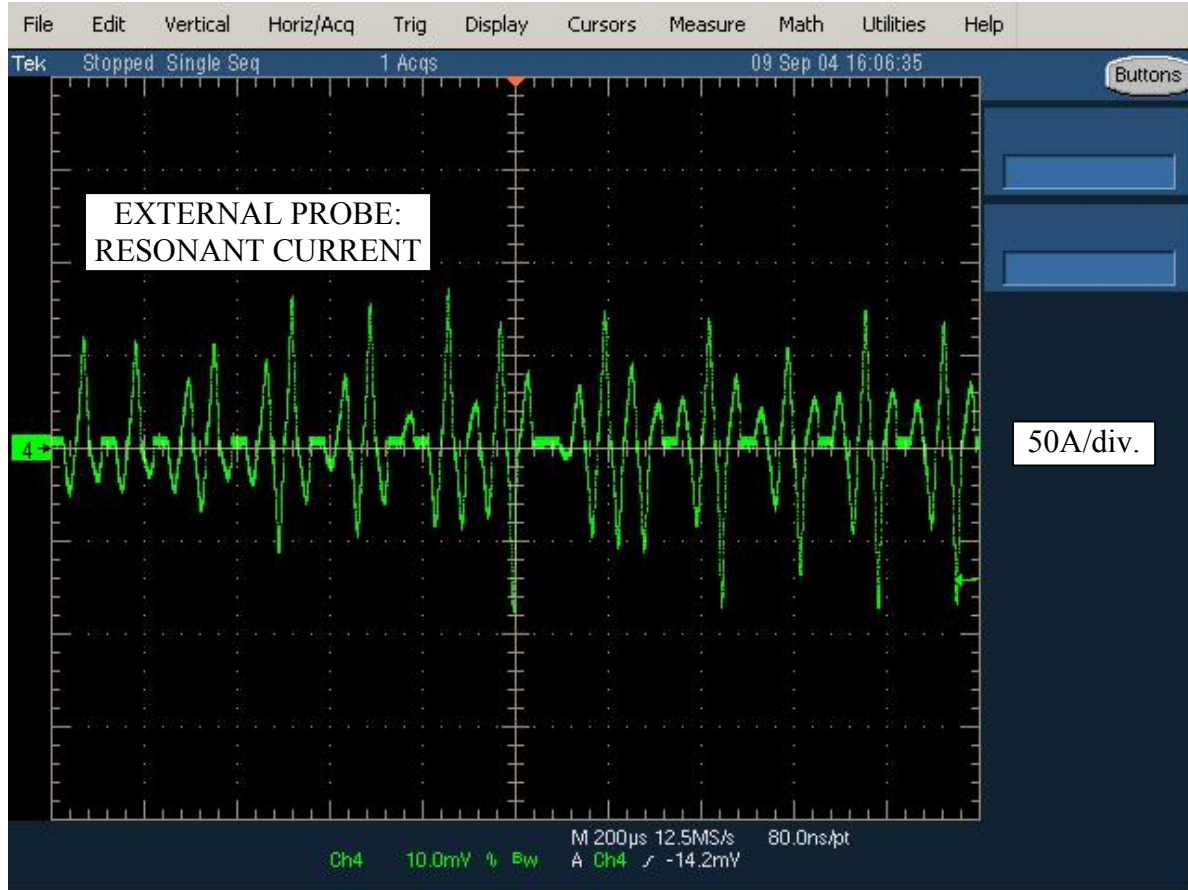 File Edit Vertical Horiz/Acq Trig Display Cursors Measure Math Utilities Help
Tek Stopped Single Seq 1 Acqs 09 Sep 04 16:06:35
Buttons
EXTERNAL PROBE:
RESONANT CURRENT
4
50A/div.
M 200µs 12.5MS/s 80.0ns/pt
Ch4 10.0mV Bw A Ch4 -14.2mV